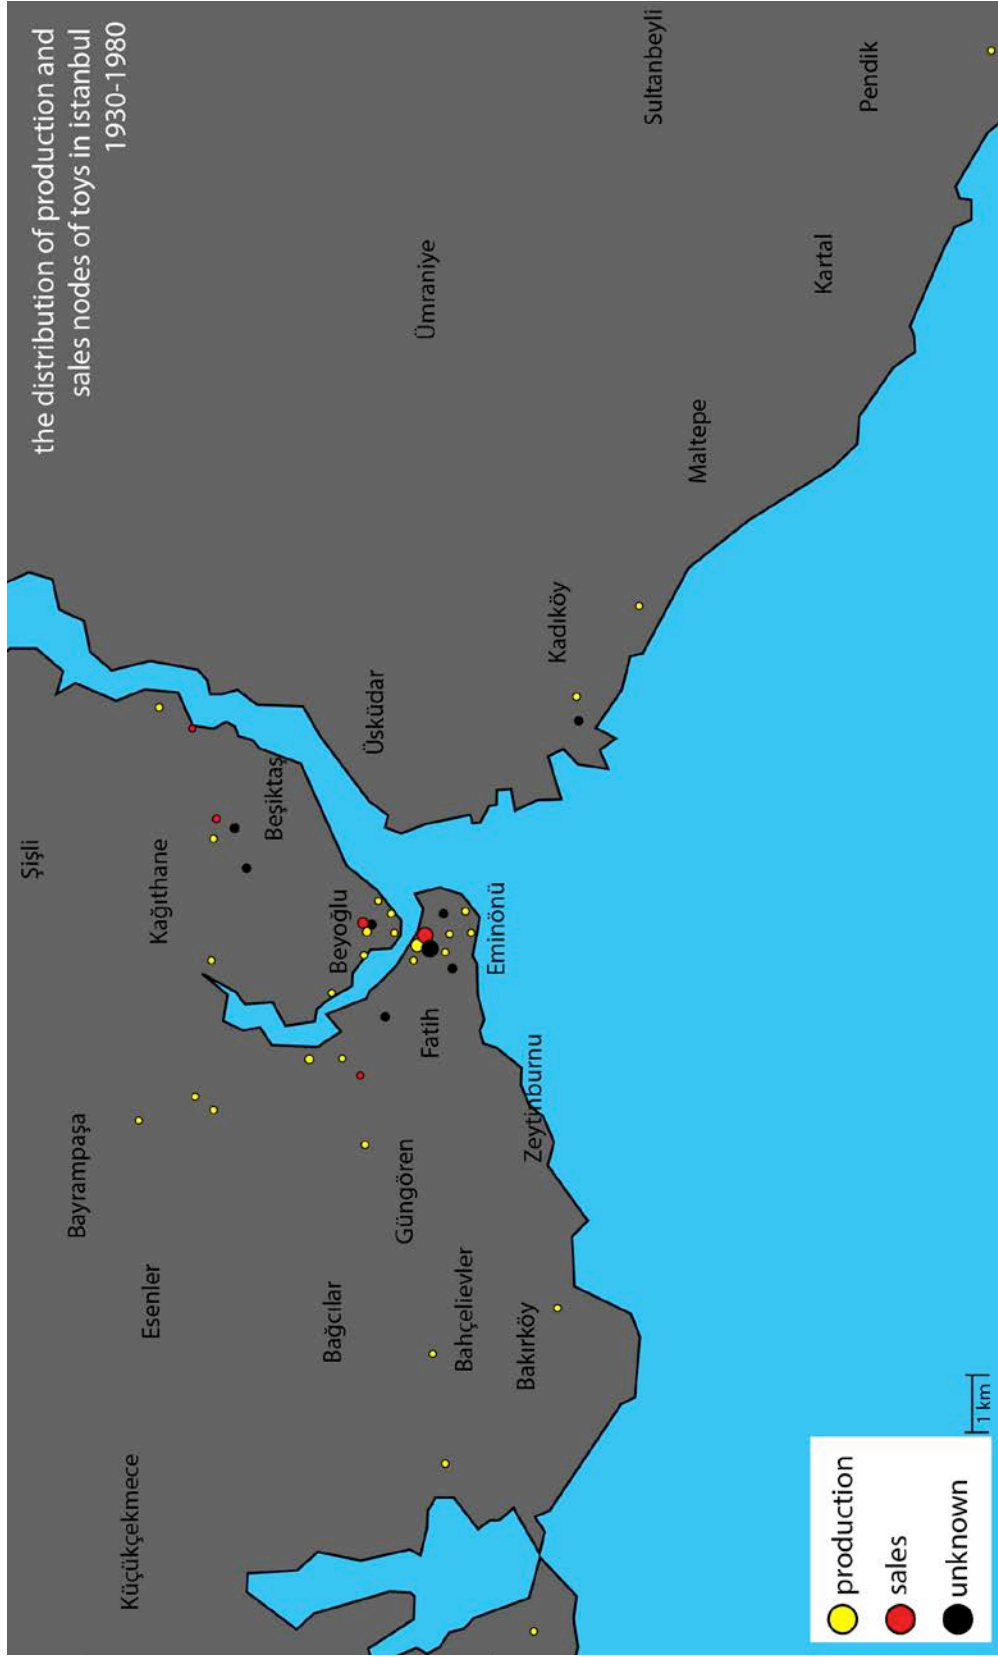 the distribution of production and
sales nodes of toys in istanbul
1930-1980
Şişli
Kağıthane
Beşiktaş
Beyoğlu
Üsküdar
Ümraniye
Sultanbeyli
Pendik
Kartal
Maltepe
Kadıköy
Eminönü
Fatih
Zeytinburnu
Bayrampaşa
Güngören
Esenler
Bağcılar
Bahçelievler
Bakırköy
Küçükçekmece
production
sales
unknown
1 km